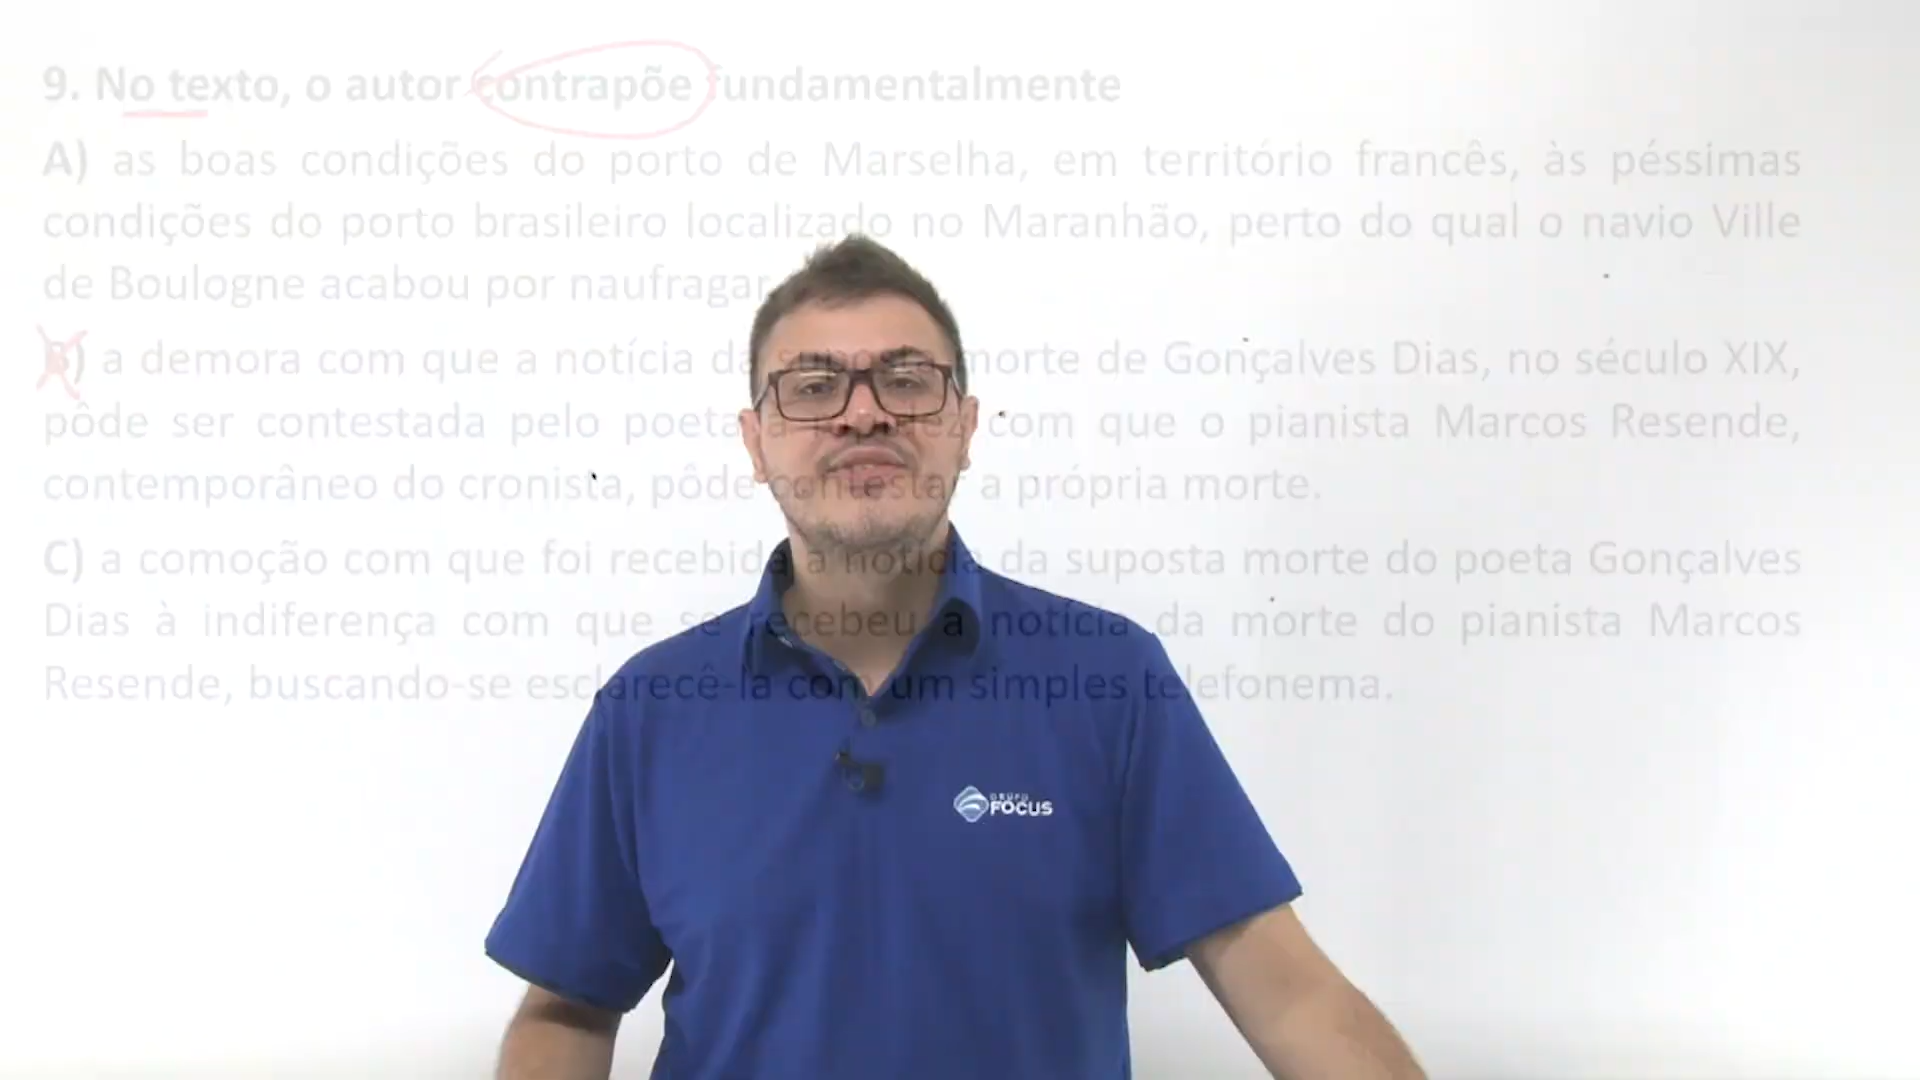 9. No texto, o autor contrapõe fundamentalmente
A) as boas condições do porto de Marselha, em território francês, às péssimas
condições do porto brasileiro localizado no Maranhão, perto do qual o navio Ville
de Boulogne acabou por naufragar
B) a demora com que a notícia da morte de Gonçalves Dias, no século XIX,
pôde ser contestada pelo poeta com que o pianista Marcos Resende,
contemporâneo do cronista, pôde contestar a própria morte.
C) a comoção com que foi recebida a notícia da suposta morte do poeta Gonçalves
Dias à indiferença com que se recebeu a notícia da morte do pianista Marcos
Resende, buscando-se esclarecê-la com um simples telefonema.
GRUPO
FOCUS